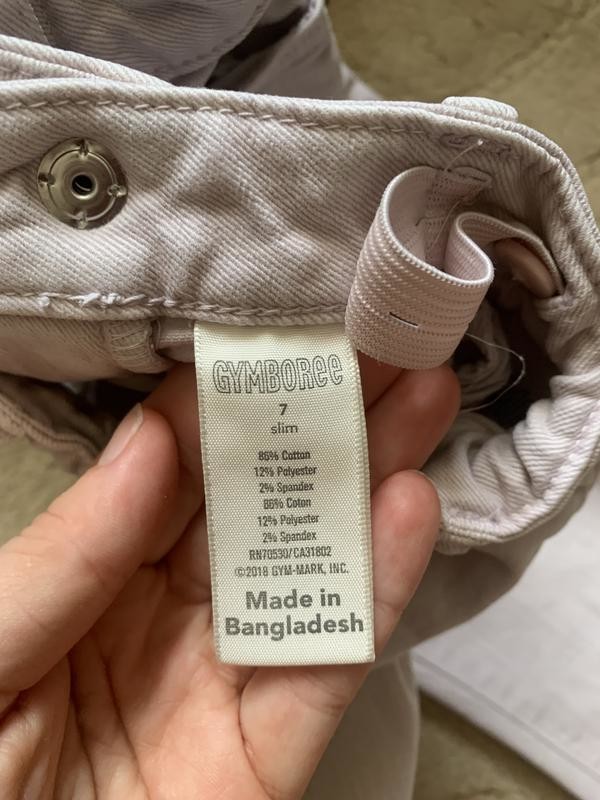 GYMBOREE
7
slim
86% Cotton
12% Polyester
2% Spandex
86% Coton
12% Polyester
2% Spandex
RN70530/CA31802
©2018 GYM-MARK, INC.
Made in
Bangladesh